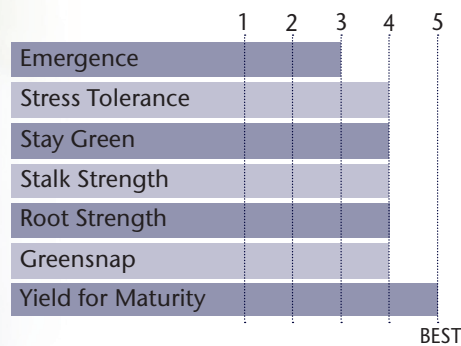 1 2 3 4 5
Emergence
Stress Tolerance
Stay Green
Stalk Strength
Root Strength
Greensnap
Yield for Maturity
BEST